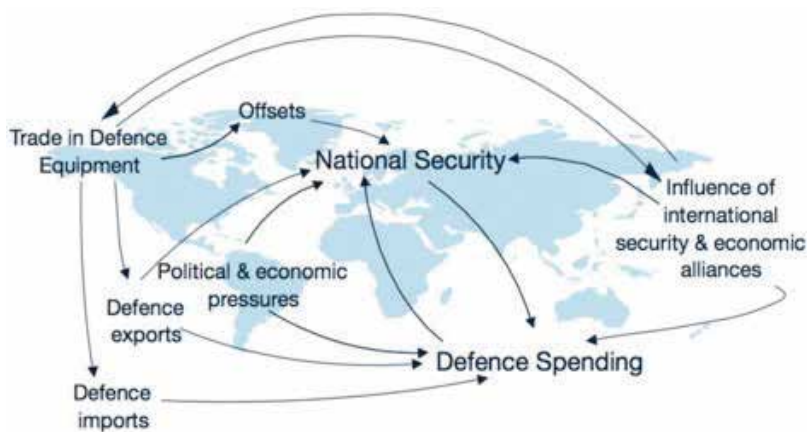 Offsets
Trade in Defence
Equipment
National Security
Influence of
international
security & economic
alliances
Political & economic
pressures
Defence
exports
Defence Spending
Defence
imports